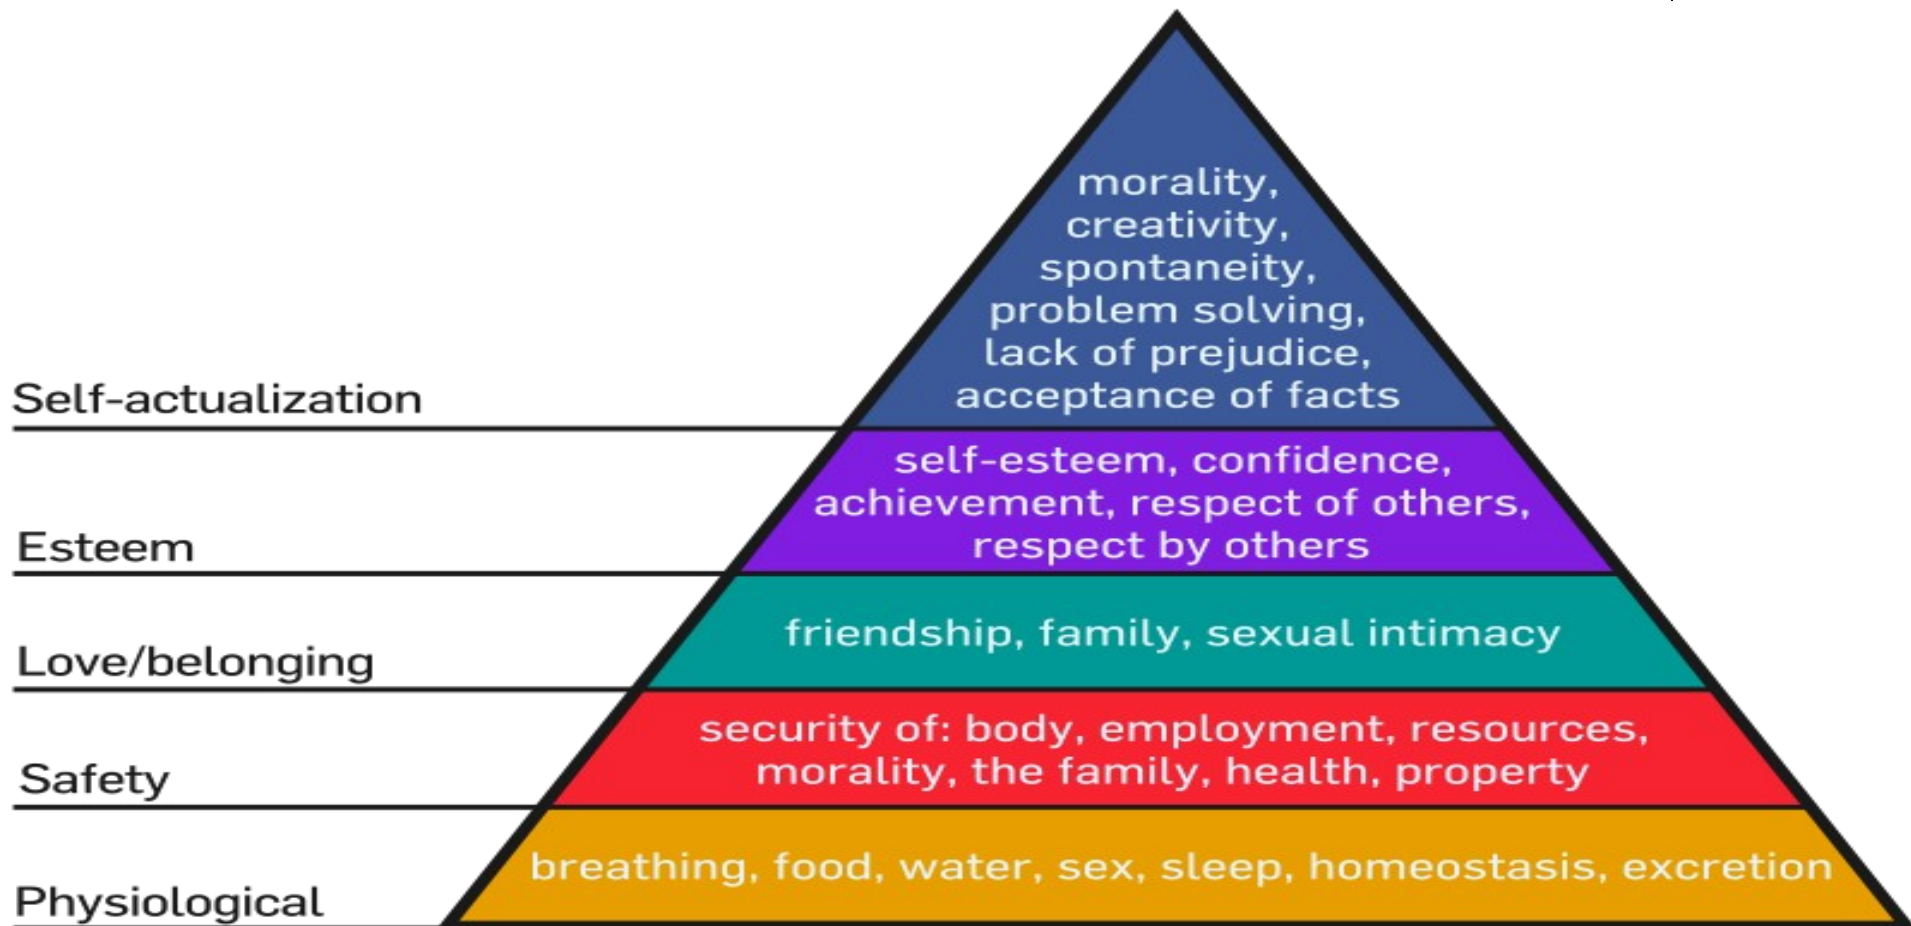 morality,
creativity,
spontaneity,
problem solving,
lack of prejudice,
acceptance of facts
Self-actualization
self-esteem, confidence,
achievement, respect of others,
respect by others
Esteem
friendship, family, sexual intimacy
Love/belonging
security of: body, employment, resources,
morality, the family, health, property
Safety
breathing, food, water, sex, sleep, homeostasis, excretion
Physiological